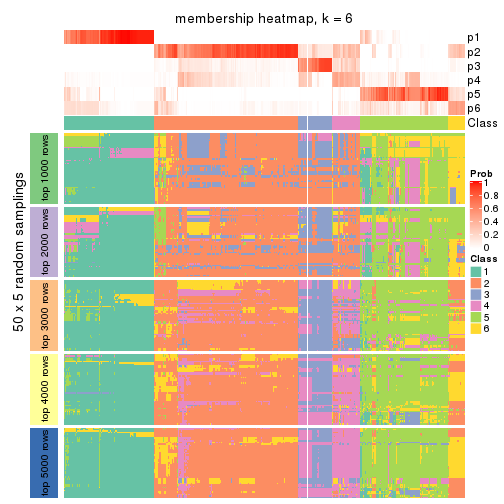 membership heatmap, k = 6
p1
p2
p3
p4
p5
p6
Class
50 x 5 random samplings
top 1000 rows
top 2000 rows
top 3000 rows
top 4000 rows
top 5000 rows
Prob
1
0.8
0.6
0.4
0.2
0
Class
1
2
3
4
5
6